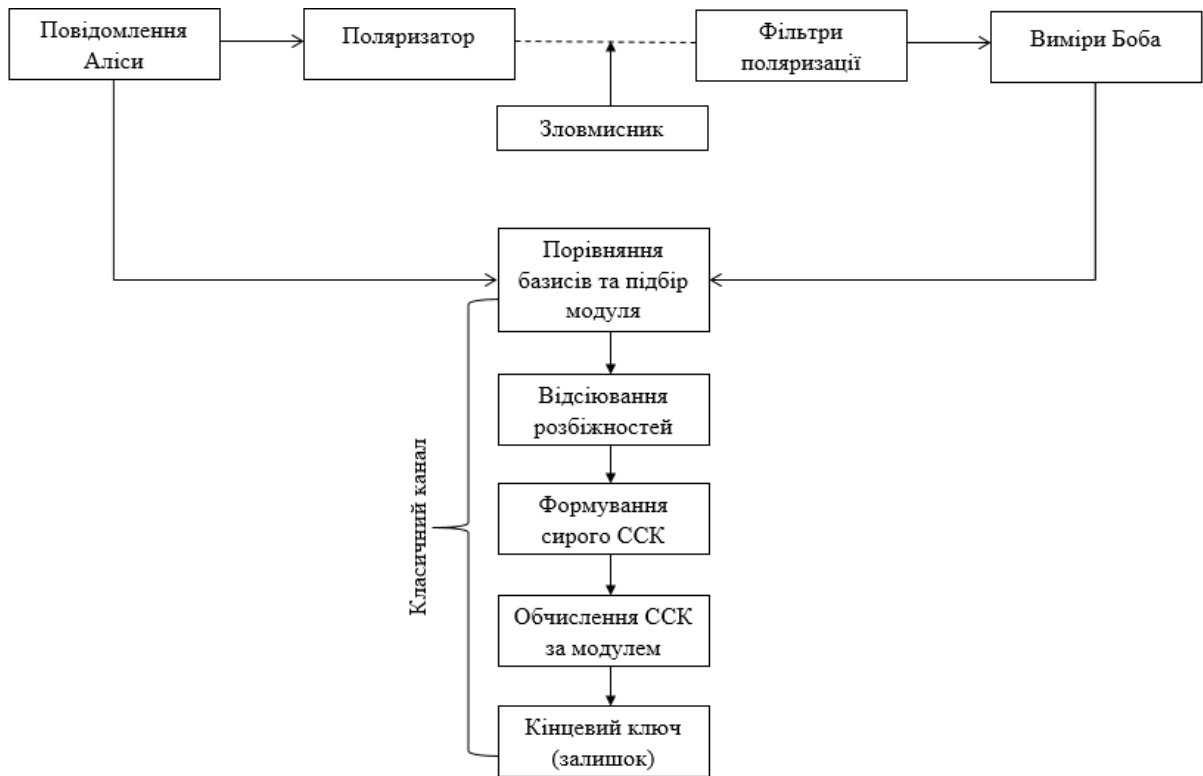 Повідомлення
Аліси
Поляризатор
Фільтри
поляризації
Виміри Боба
Зловмисник
Порівняння
базисів та підбір
модуля
Відсіювання
розбіжностей
Формування
сирого ССК
Обчислення ССК
за модулем
Кінцевий ключ
(залишок)
Класичний канал